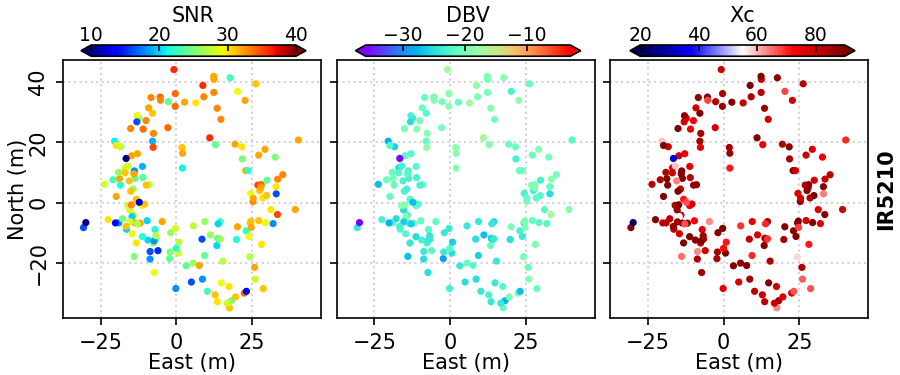 SNR DBV Xc
10 20 30 40 −30 −20 −10 20 40 60 80
40
20
0
−20
North (m)
IR5210
−25 0 25 −25 0 25 −25 0 25
East (m) East (m) East (m)